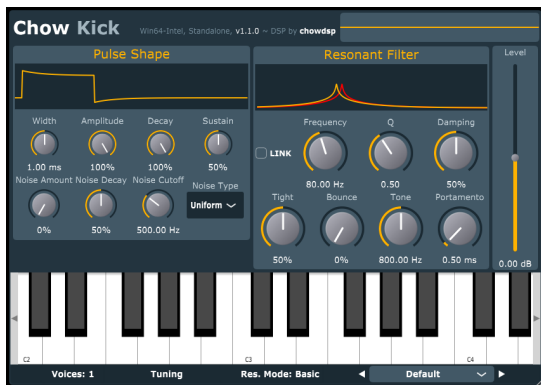 Chow Kick Win64-Intel, Standalone, v1.1.0 ~ DSP by chowdsp
Pulse Shape
Width Amplitude Decay Sustain
1.00 ms 100% 100% 50%
Noise Amount Noise Decay Noise Cutoff Noise Type
Uniform
0% 50% 500.00 Hz
Resonant Filter
Frequency Q Damping
LINK
80.00 Hz 0.50 50%
Tight Bounce Tone Portamento
50% 0% 800.00 Hz 0.50 ms
Level
0.00 dB
C2 C3 C4
Voices: 1 Tuning Res. Mode: Basic Default